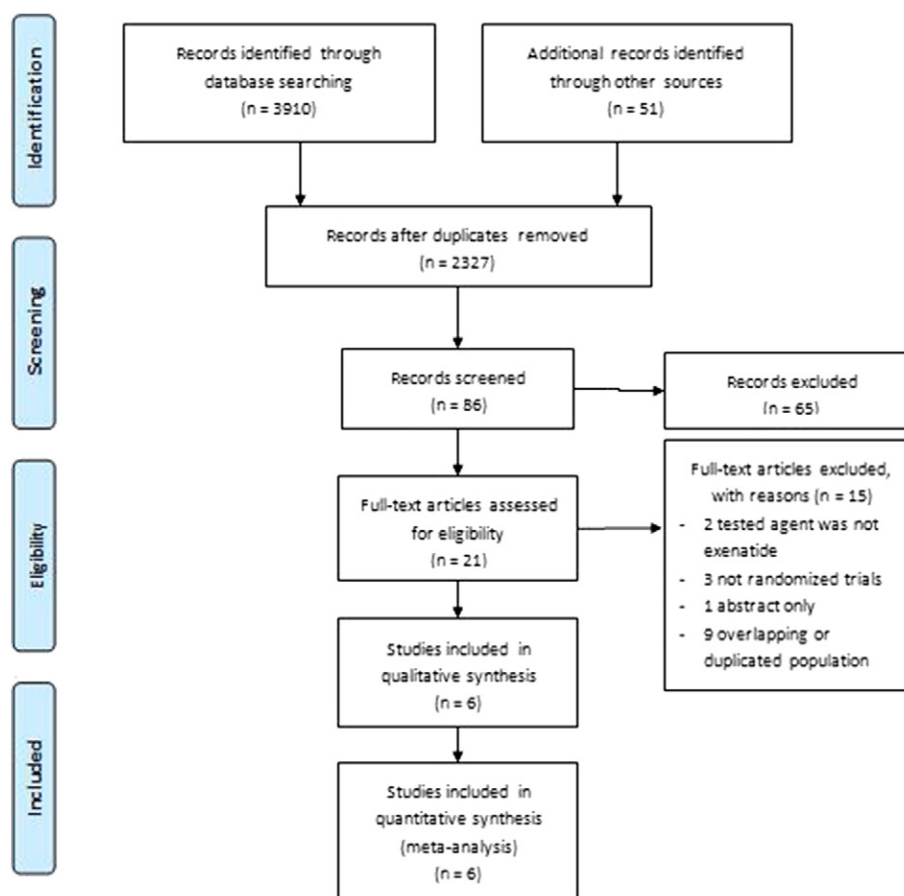 Identification
Records identified through
database searching
(n = 3910)
Additional records identified
through other sources
(n = 51)
Records after duplicates removed
(n = 2327)
Screening
Records screened
(n = 86)
Records excluded
(n = 65)
Eligibility
Full-text articles assessed
for eligibility
(n = 21)
Full-text articles excluded,
with reasons (n = 15)
- 2 tested agent was not
exenatide
- 3 not randomized trials
- 1 abstract only
- 9 overlapping or
duplicated population
Studies included in
qualitative synthesis
(n = 6)
Included
Studies included in
quantitative synthesis
(meta-analysis)
(n = 6)